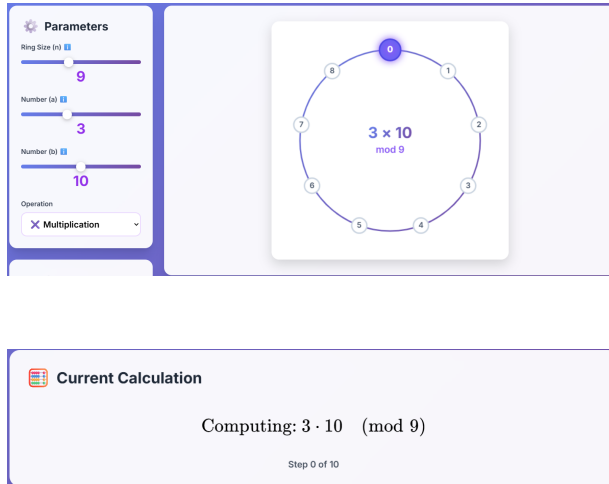 Parameters
Ring Size (n)
9
Number (a)
3
Number (b)
10
Operation
Multiplication
0
1
2
3
4
5
6
7
8
3 × 10
mod 9
Current Calculation
Computing: 3 · 10 (mod 9)
Step 0 of 10